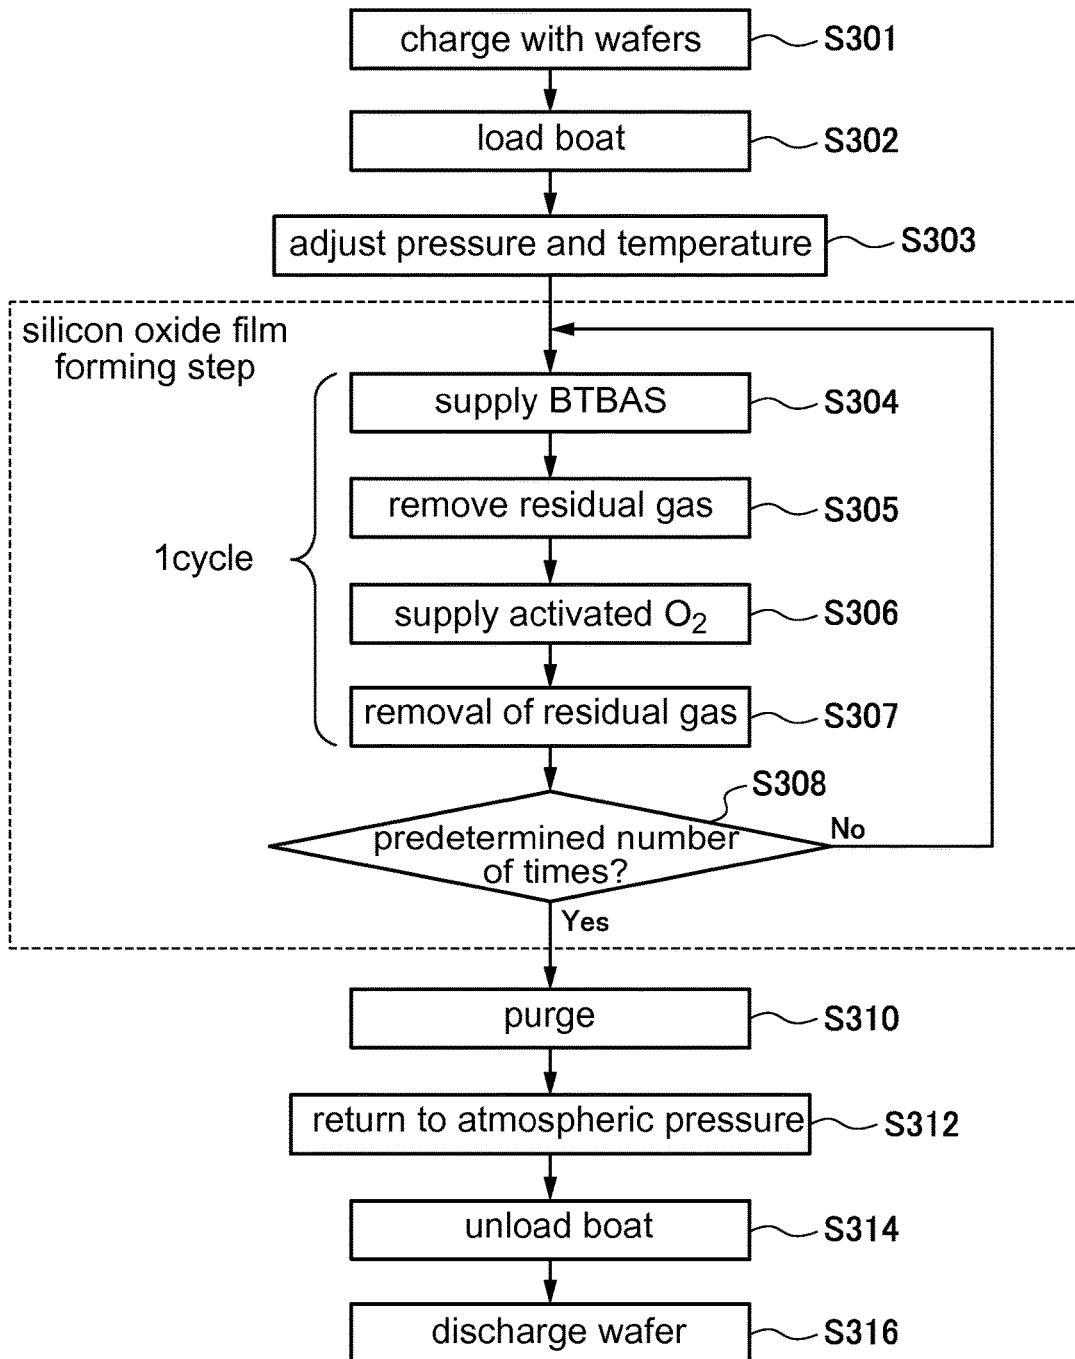 charge with wafers
S301
load boat
S302
adjust pressure and temperature
S303
silicon oxide film
forming step
supply BTBAS
S304
remove residual gas
S305
1cycle
supply activated O₂
S306
removal of residual gas
S307
S308
predetermined number
of times?
No
Yes
purge
S310
return to atmospheric pressure
S312
unload boat
S314
discharge wafer
S316